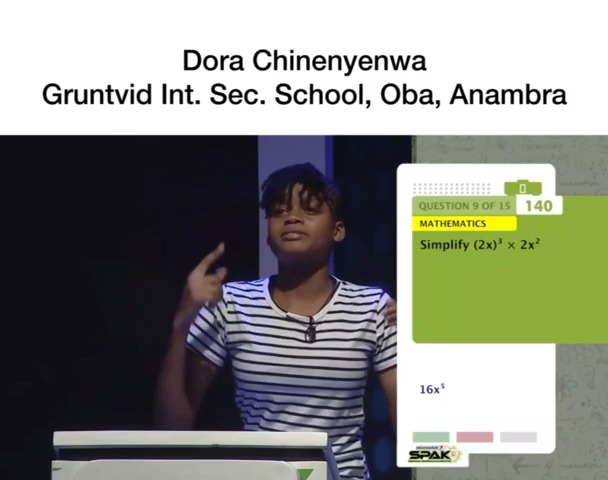 Dora Chinenyenwa
Gruntvid Int. Sec. School, Oba, Anambra
QUESTION 9 OF 15 140
MATHEMATICS
Simplify (2x)³ × 2x²
16x⁵
SPAK